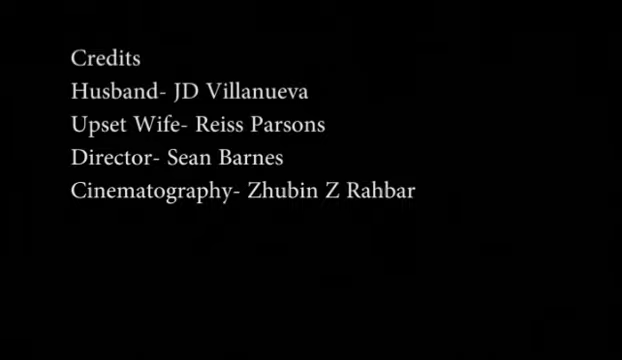 Credits
Husband- JD Villanueva
Upset Wife- Reiss Parsons
Director- Sean Barnes
Cinematography- Zhubin Z Rahbar